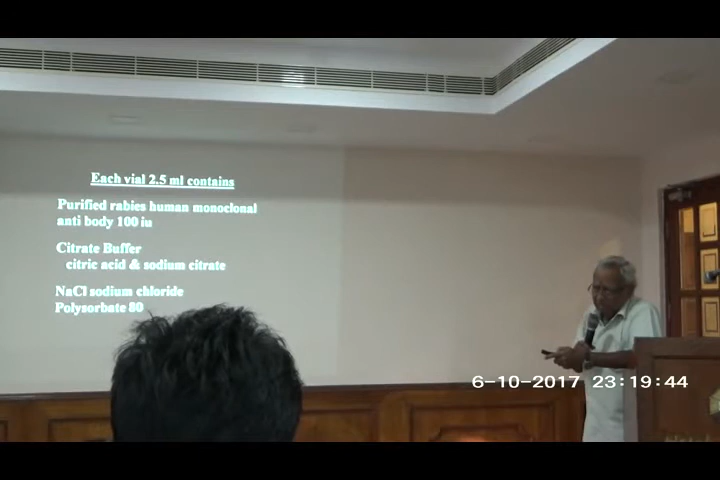 Each vial 2.5 ml contains
Purified rabies human monoclonal
anti body 100 iu
Citrate Buffer
citric acid & sodium citrate
NaCl sodium chloride
Polysorbate 80
6-10-2017 23:19:44